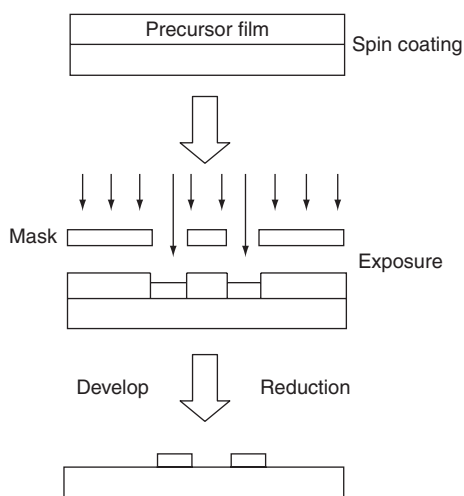 Precursor film
Spin coating
Mask
Exposure
Develop
Reduction